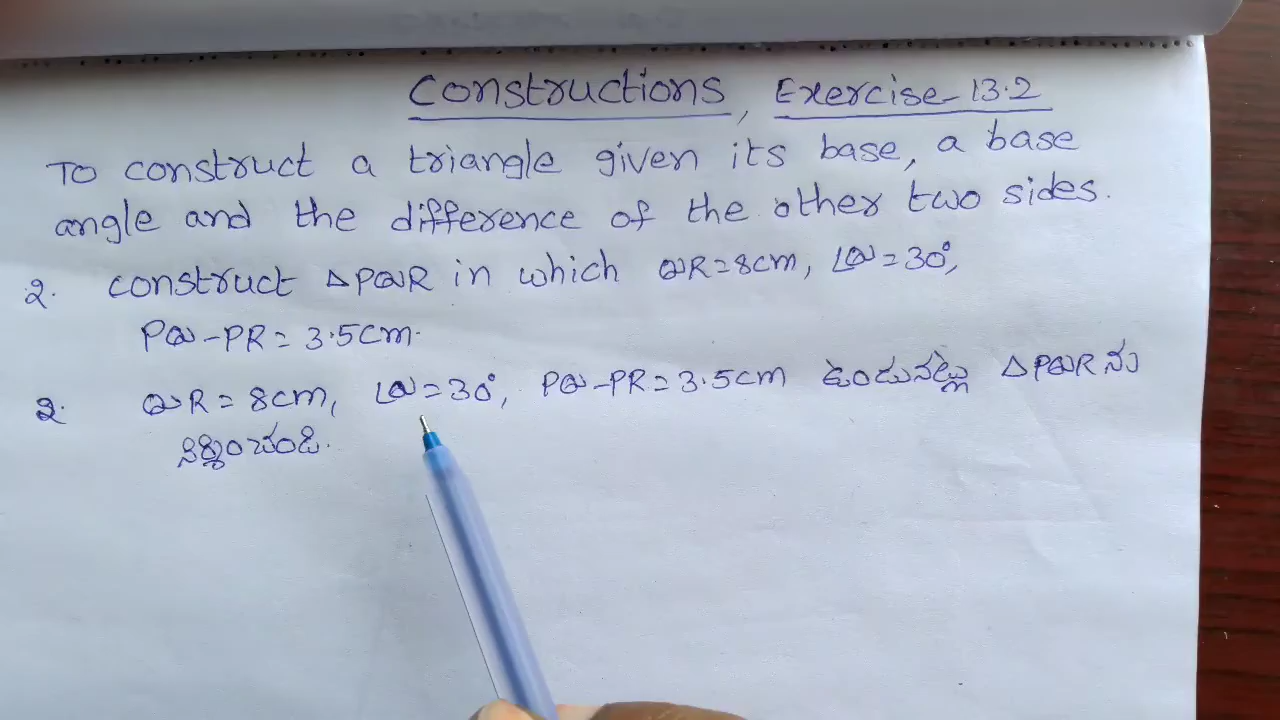 Constructions, Exercise-13.2
To construct a triangle given its base, a base
angle and the difference of the other two sides.
2. construct ΔPQR in which QR=8cm, ∠Q=30°,
PQ-PR=3.5cm.
2. QR=8cm, ∠Q=30°, PQ-PR=3.5cm ΔPQR ನು